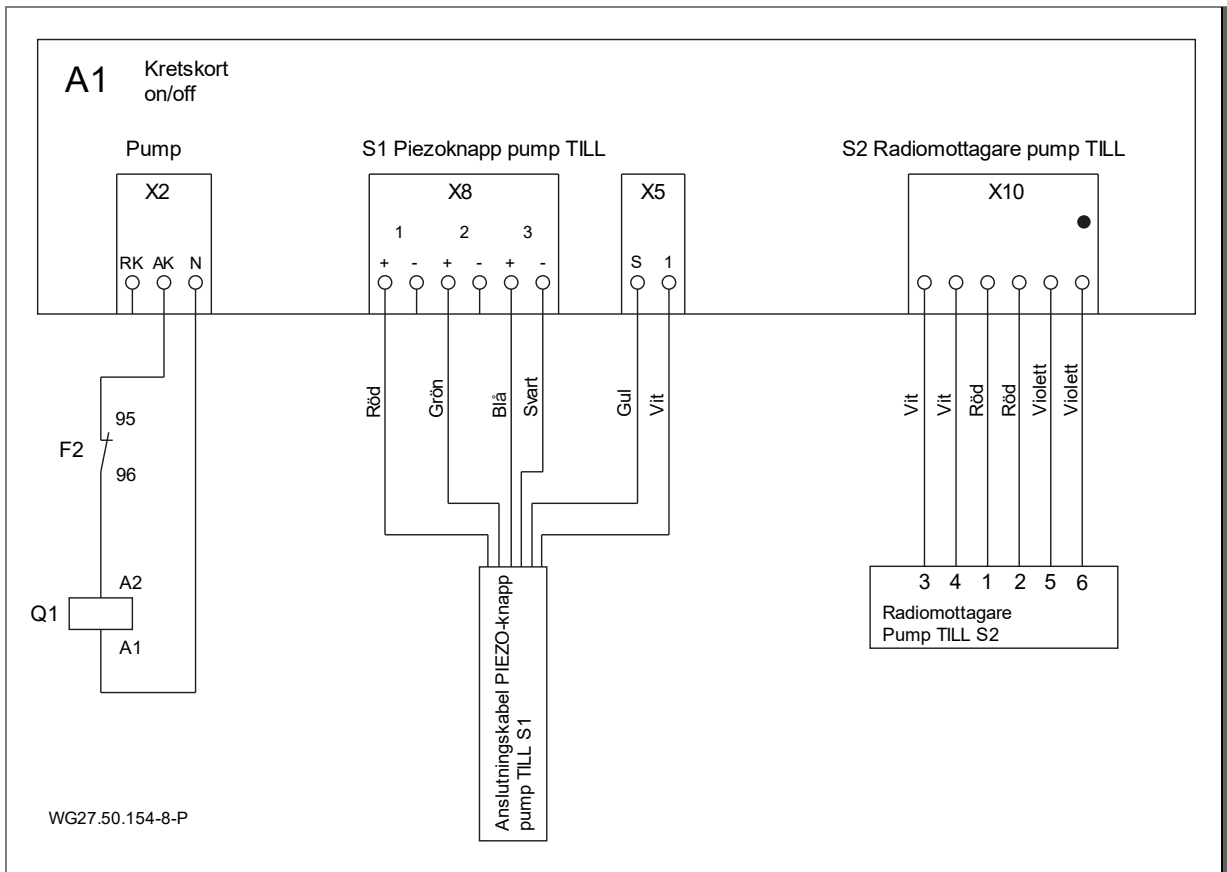 A1
Kretskort
on/off
Pump
S1 Piezoknapp pump TILL
S2 Radiomottagare pump TILL
X2
X8
X5
X10
1 2 3
RK AK N
+ - + - + -
S 1
Röd
Grön
Blå
Svart
Gul
Vit
Vit
Vit
Röd
Röd
Violett
Violett
95
F2
96
A2
Q1
A1
3 4 1 2 5 6
Radiomottagare
Pump TILL S2
Anslutningskabel PIEZO-knapp
pump TILL S1
WG27.50.154-8-P